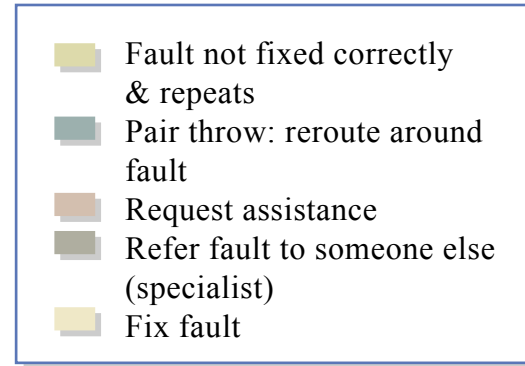 Fault not fixed correctly
& repeats
Pair throw: reroute around
fault
Request assistance
Refer fault to someone else
(specialist)
Fix fault